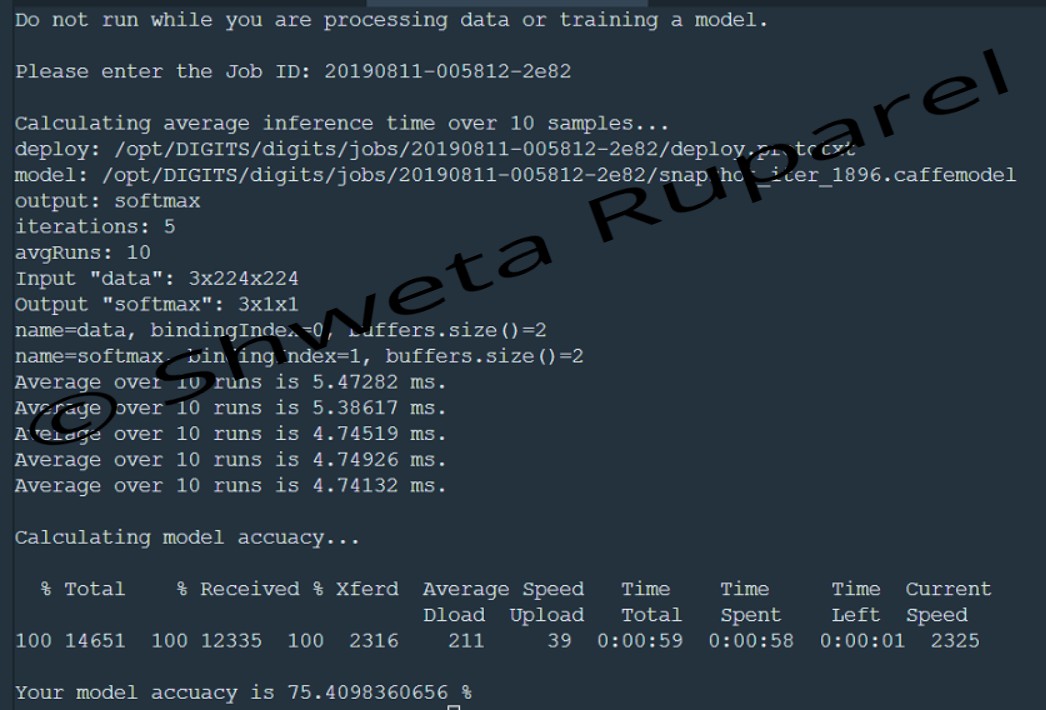 Do not run while you are processing data or training a model.
Please enter the Job ID: 20190811-005812-2e82
Calculating average inference time over 10 samples...
deploy: /opt/DIGITS/digits/jobs/20190811-005812-2e82/deploy.prototxt
model: /opt/DIGITS/digits/jobs/20190811-005812-2e82/snapshot_iter_1896.caffemodel
output: softmax
iterations: 5
avgRuns: 10
Input "data": 3x224x224
Output "softmax": 3x1x1
name=data, bindingIndex=0, buffers.size()=2
name=softmax, bindingIndex=1, buffers.size()=2
Average over 10 runs is 5.47282 ms.
Average over 10 runs is 5.38617 ms.
Average over 10 runs is 4.74519 ms.
Average over 10 runs is 4.74926 ms.
Average over 10 runs is 4.74132 ms.
Calculating model accuacy...
% Total % Received % Xferd Average Speed Time Time Time Current
Dload Upload Total Spent Left Speed
100 14651 100 12335 100 2316 211 39 0:00:59 0:00:58 0:00:01 2325
Your model accuacy is 75.4098360656 %
© Shweta Ruparel